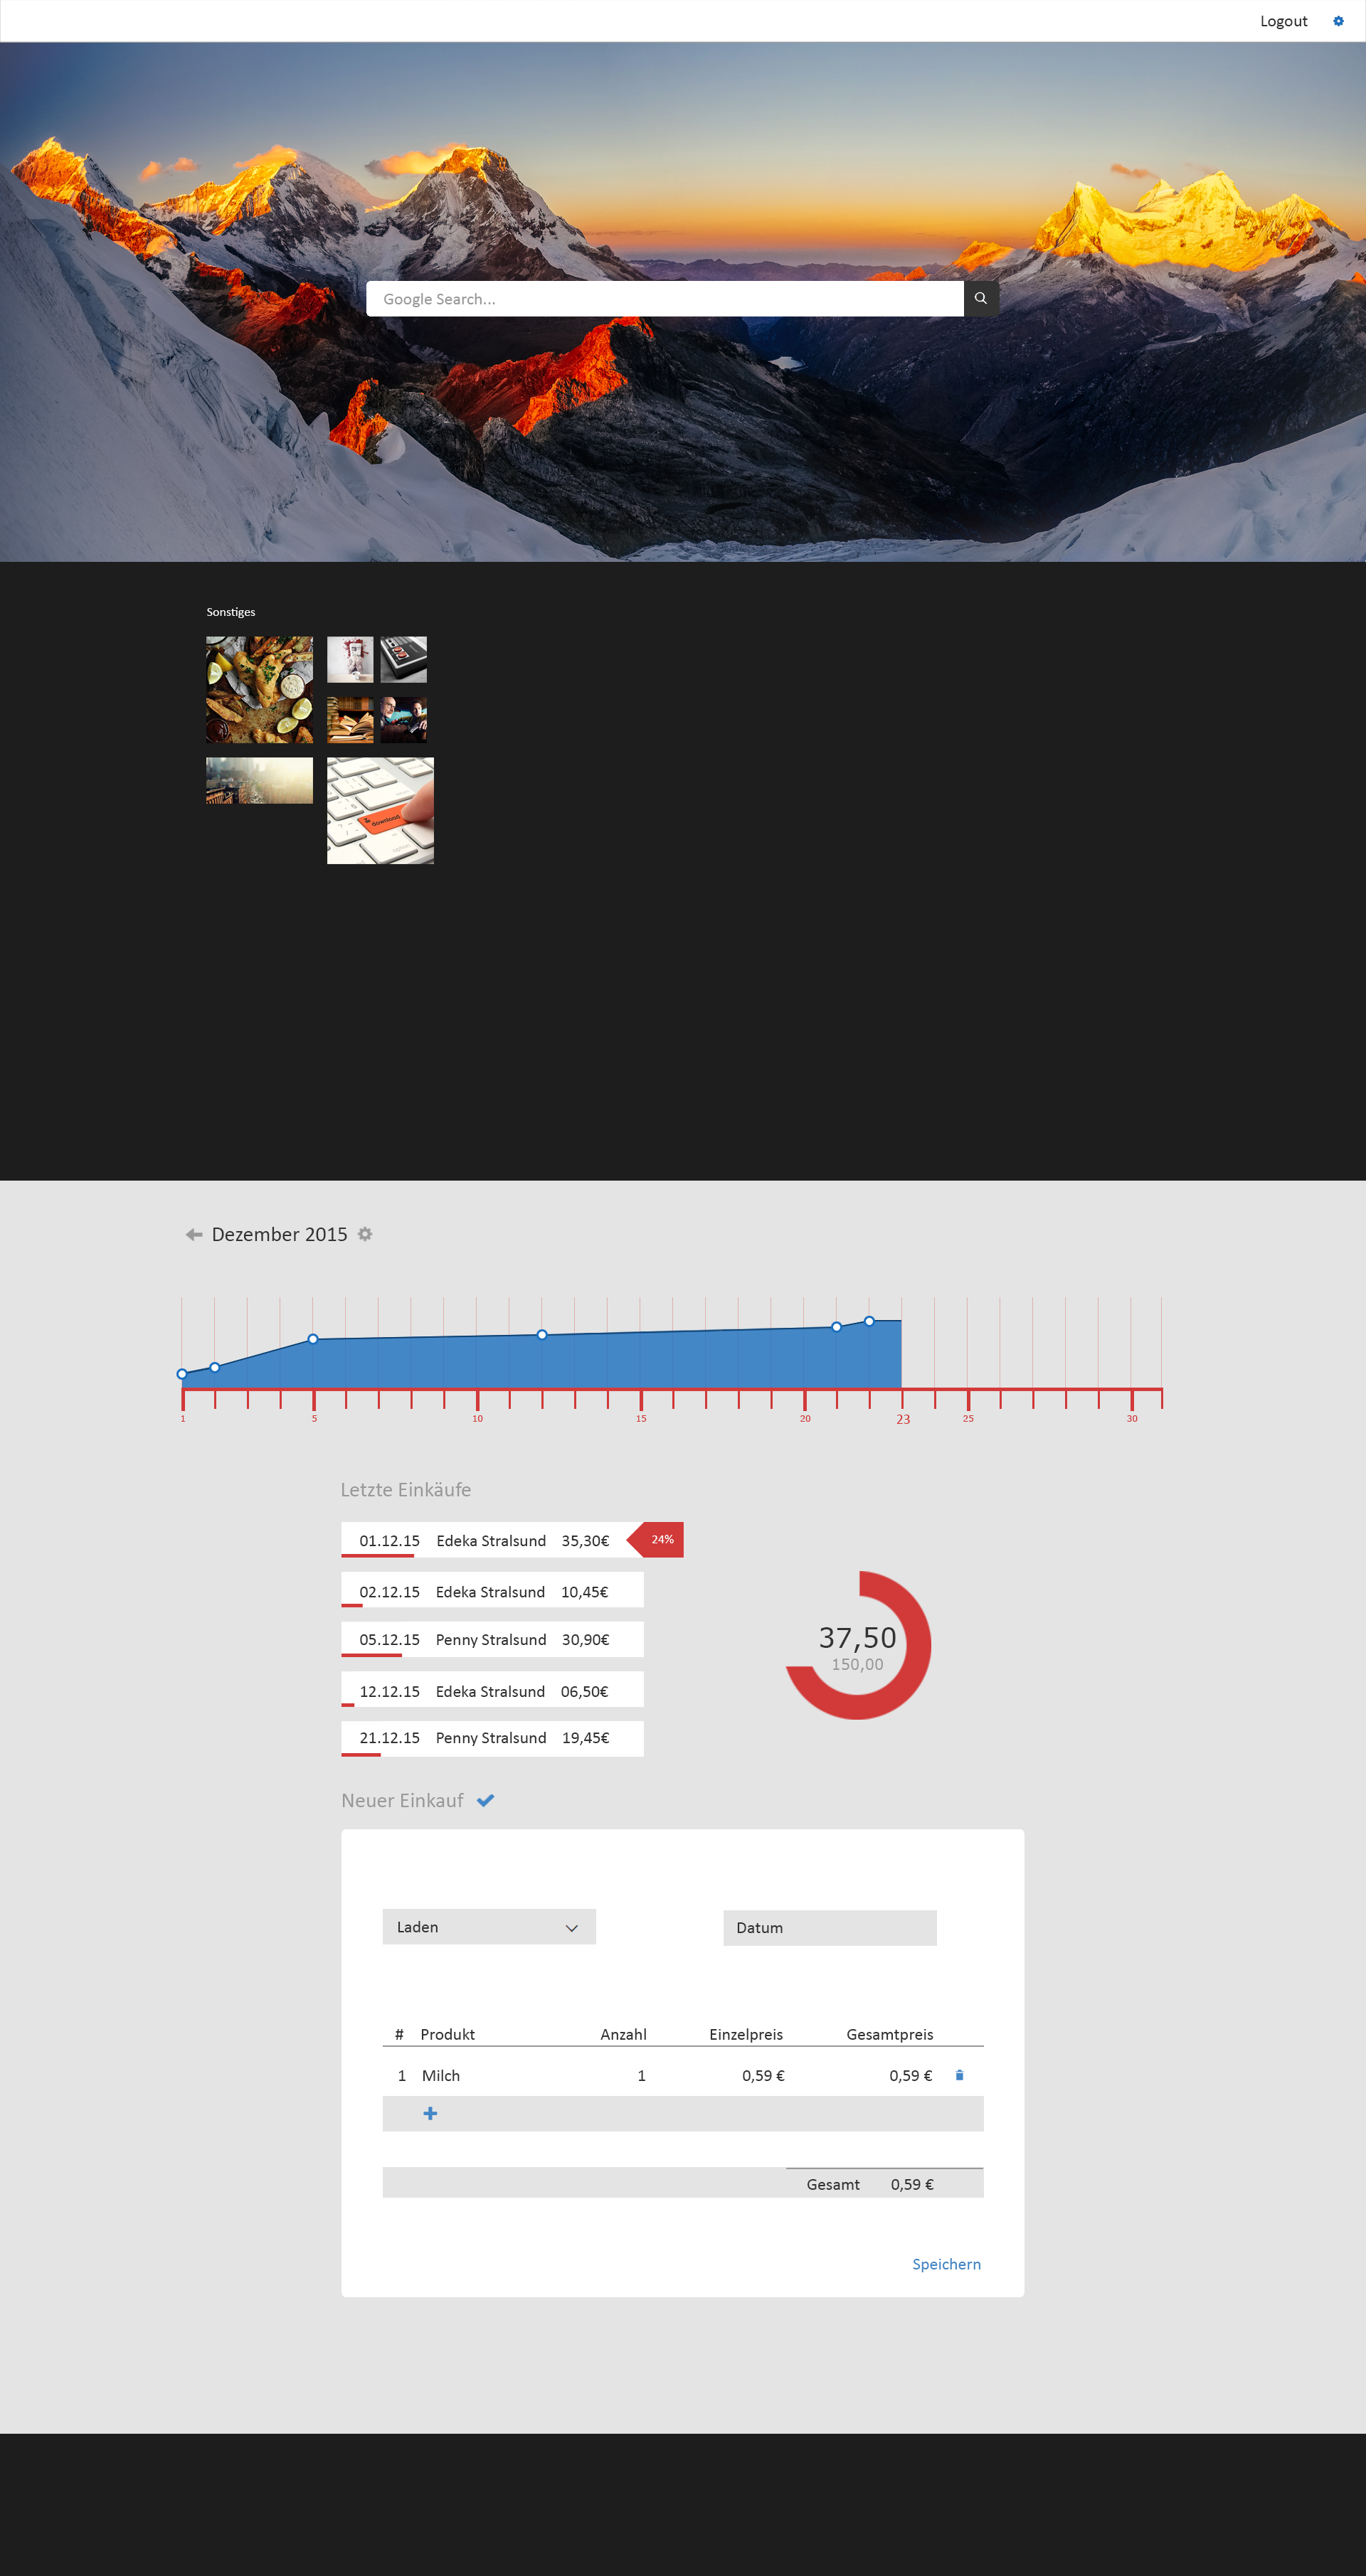 Logout
Google Search...
Sonstiges
download
Dezember 2015
1 5 10 15 20 23 25 30
Letzte Einkäufe
01.12.15 Edeka Stralsund 35,30€ 24%
02.12.15 Edeka Stralsund 10,45€
05.12.15 Penny Stralsund 30,90€
12.12.15 Edeka Stralsund 06,50€
21.12.15 Penny Stralsund 19,45€
37,50
150,00
Neuer Einkauf
Laden Datum
# Produkt Anzahl Einzelpreis Gesamtpreis
1 Milch 1 0,59 € 0,59 €
Gesamt 0,59 €
Speichern